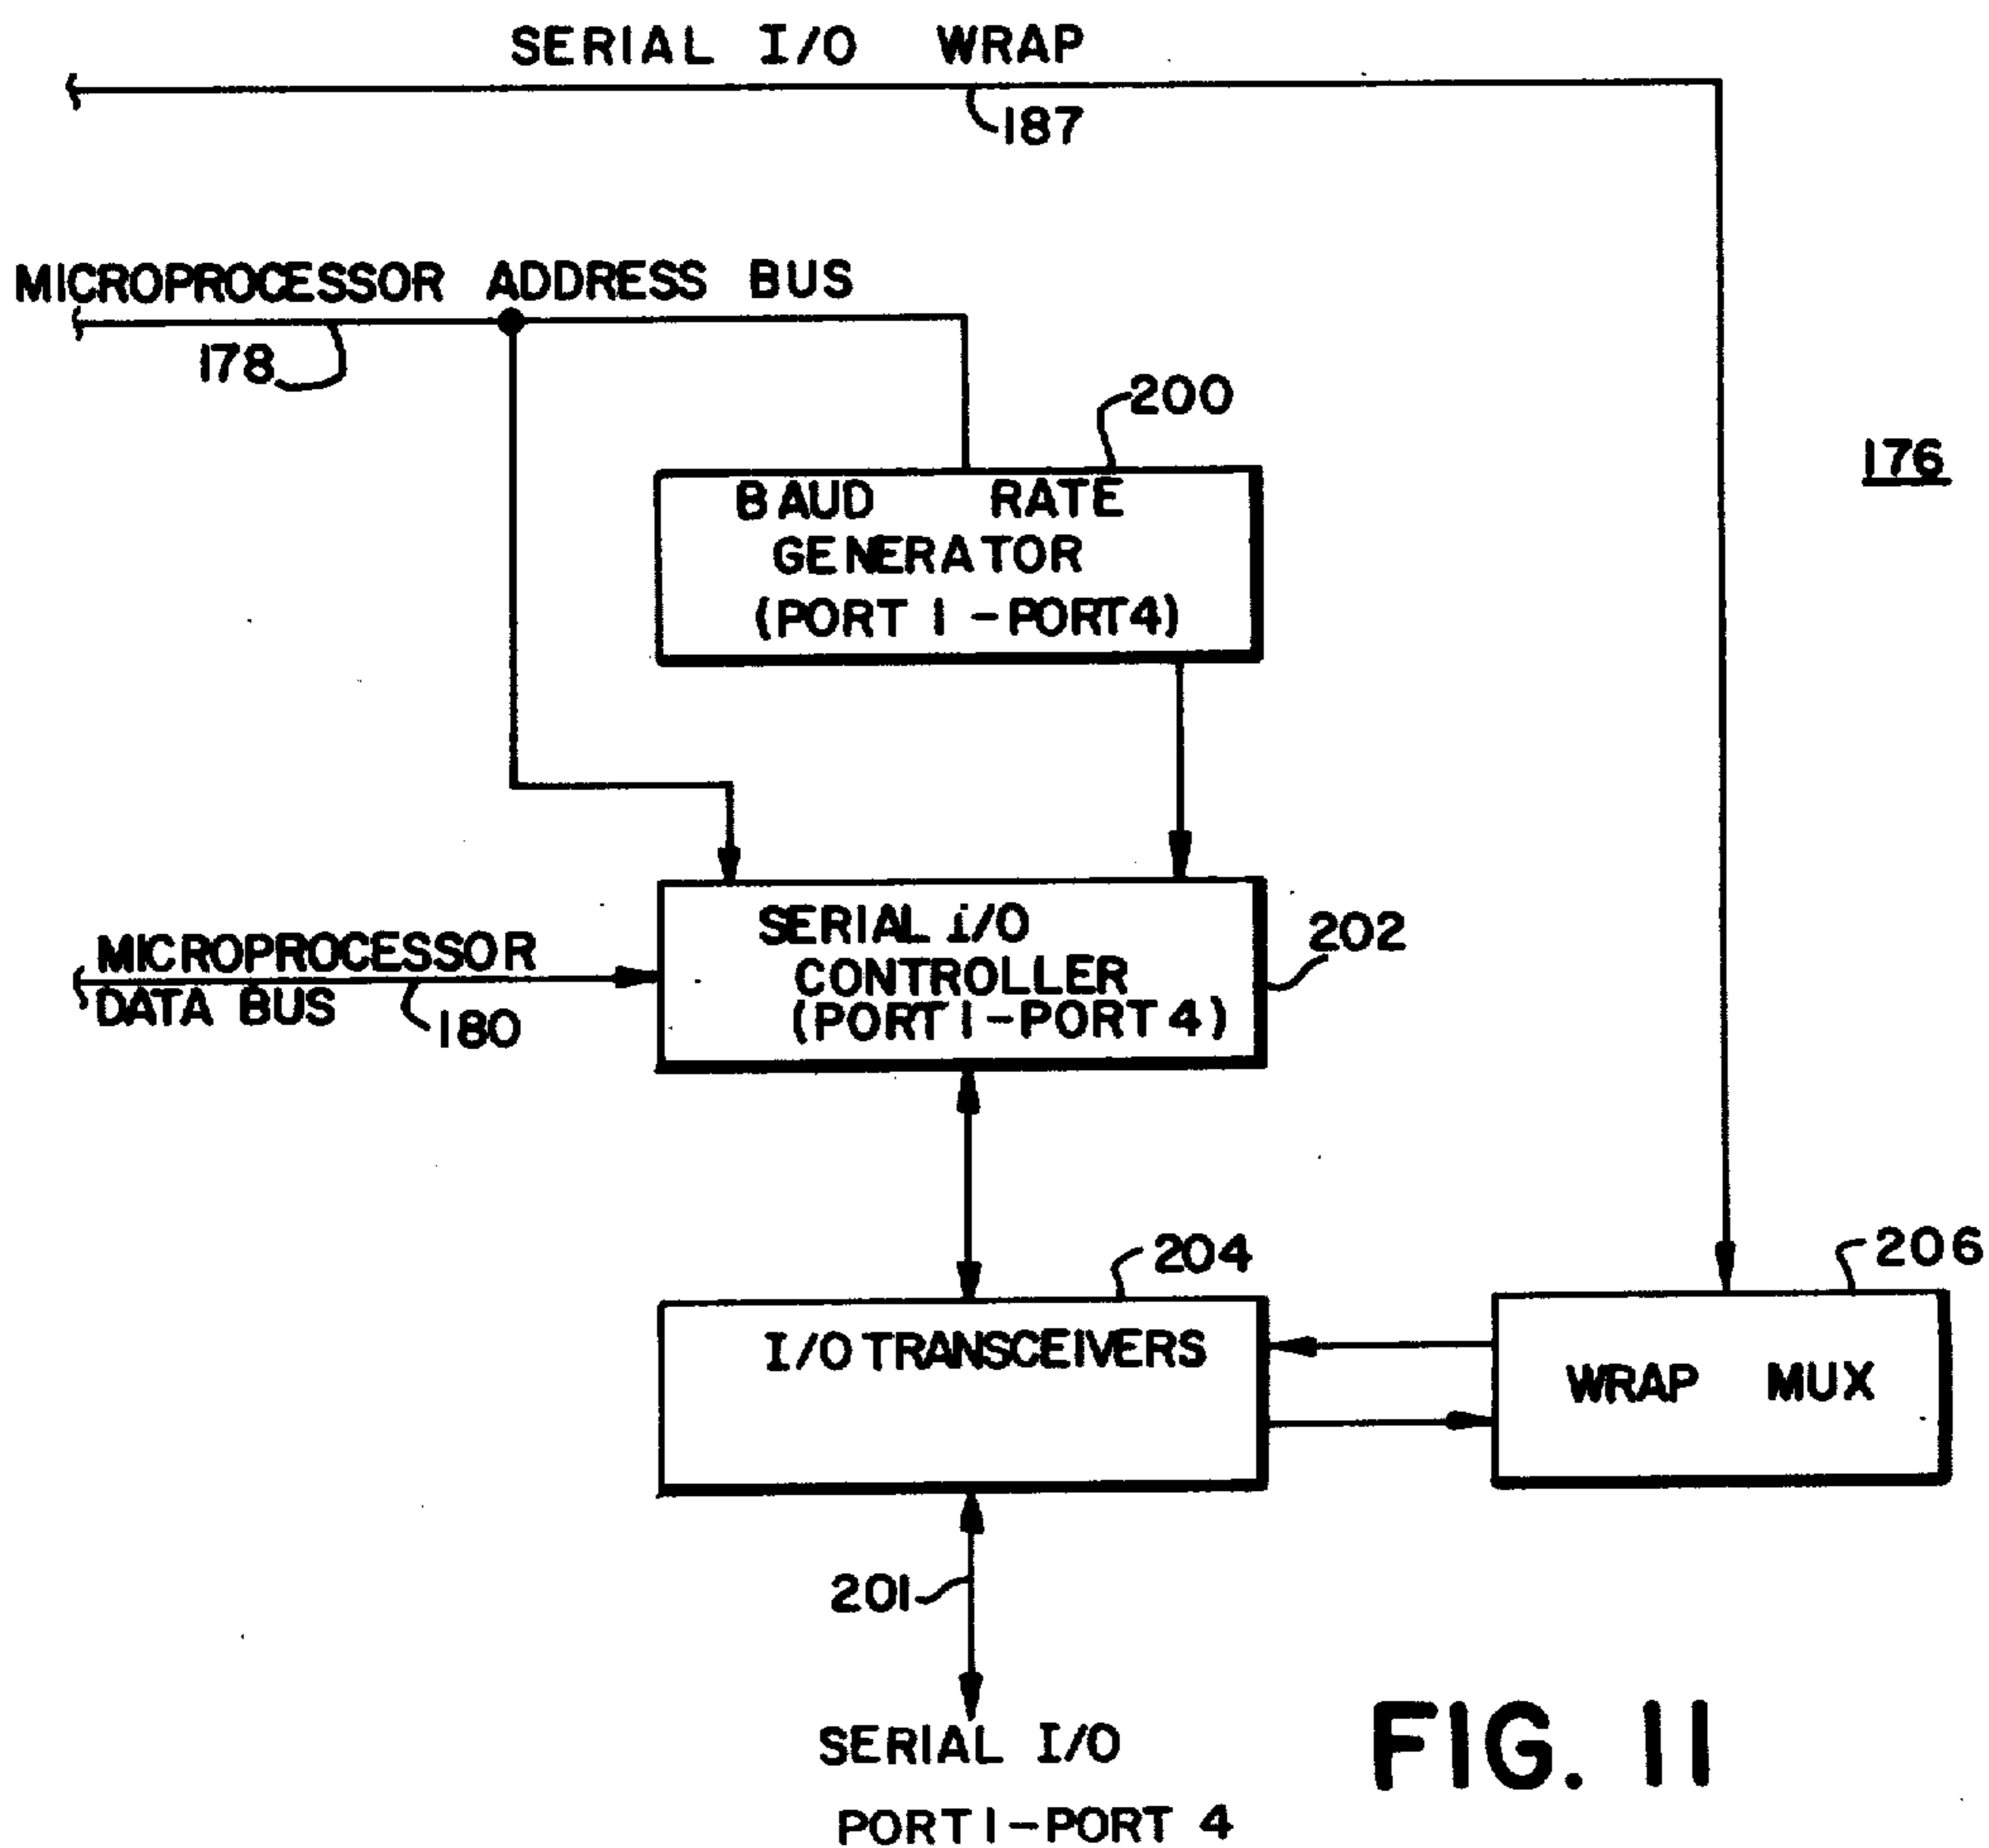 SERIAL I/O WRAP
187
MICROPROCESSOR ADDRESS BUS
178
200
BAUD RATE
GENERATOR
(PORT 1 - PORT 4)
176
MICROPROCESSOR
DATA BUS
180
SERIAL i/O
CONTROLLER
(PORT 1 - PORT 4)
202
204
I/O TRANSCEIVERS
206
WRAP MUX
201
SERIAL I/O
PORT 1 - PORT 4
FIG. 11